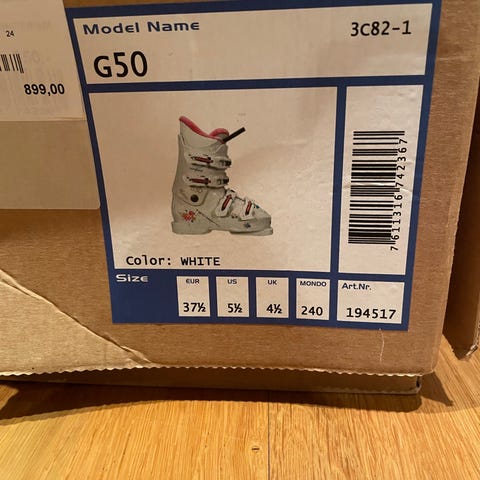 24
899,00
Model Name
3C82-1
G50
7611316742367
Color: WHITE
Size
EUR
US
UK
MONDO
Art.Nr.
37½
5½
4½
240
194517